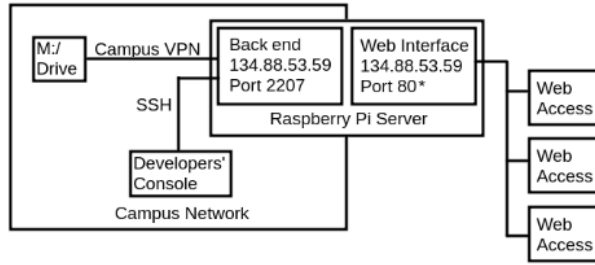 M:/
Drive
Campus VPN
Back end
134.88.53.59
Port 2207
Web Interface
134.88.53.59
Port 80*
SSH
Raspberry Pi Server
Developers'
Console
Campus Network
Web
Access
Web
Access
Web
Access